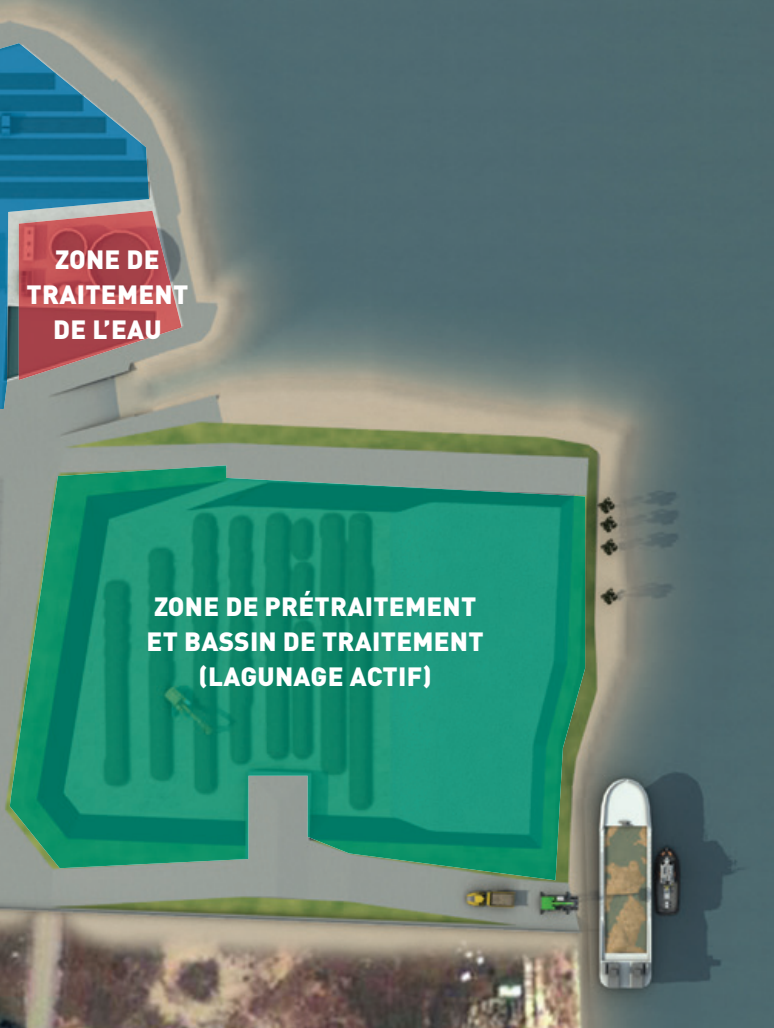 ZONE DE
TRAITEMENT
DE L’EAU
ZONE DE PRÉTRAITEMENT
ET BASSIN DE TRAITEMENT
(LAGUNAGE ACTIF)